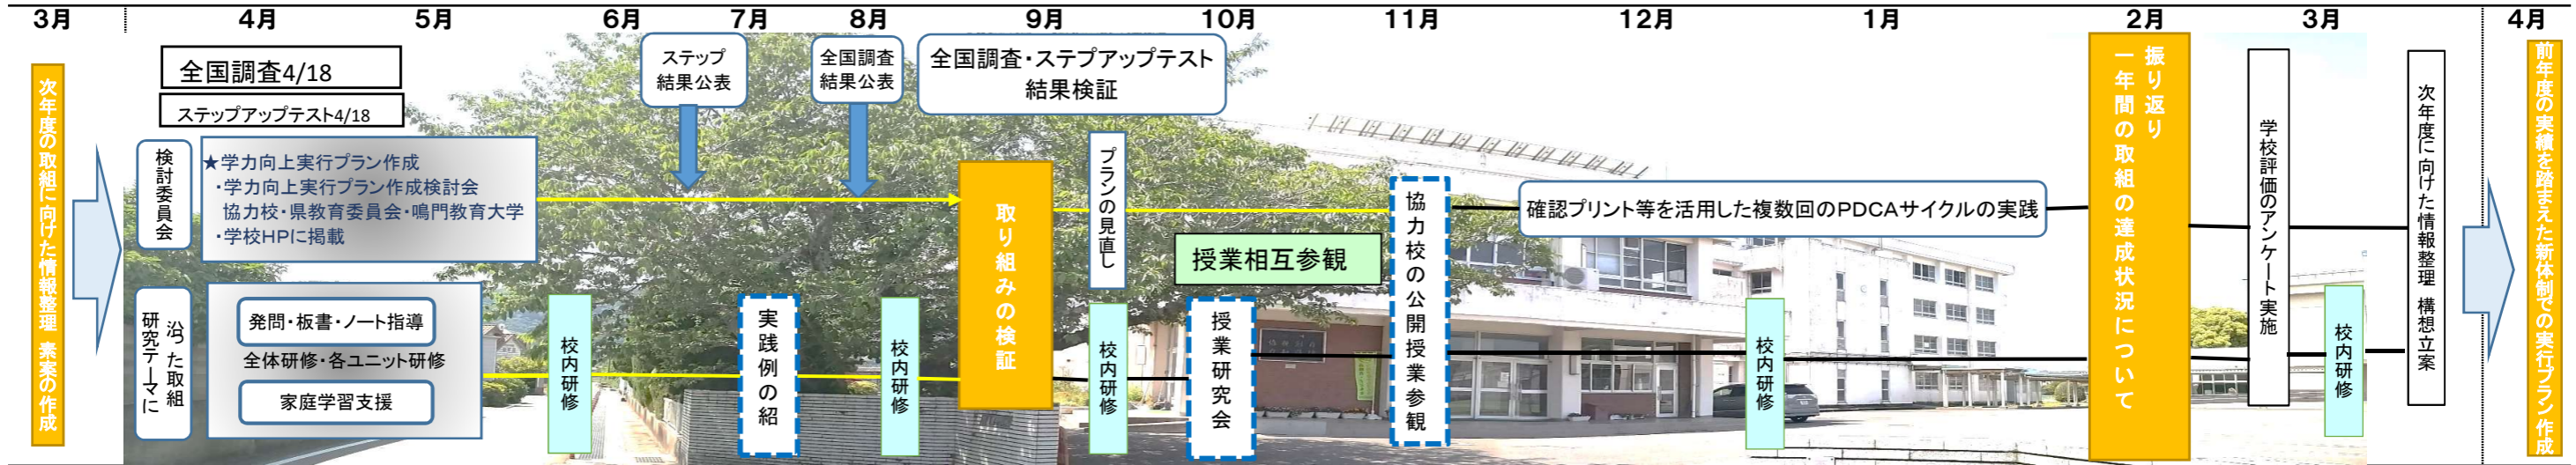 3月
4月
5月
6月
7月
8月
9月
10月
11月
12月
1月
2月
3月
4月
次年度の取組に向けた情報整理 素案の作成
全国調査4/18
ステップアップテスト4/18
検討委員会
★学力向上実行プラン作成
・学力向上実行プラン作成検討会
協力校・県教育委員会・鳴門教育大学
・学校HPに掲載
研究テーマに
沿った取組
発問・板書・ノート指導
全体研修・各ユニット研修
家庭学習支援
校内研修
ステップ
結果公表
実践例の紹
全国調査
結果公表
校内研修
全国調査・ステプアップテスト
結果検証
取り組みの検証
プランの見直し
校内研修
授業相互参観
授業研究会
協力校の公開授業参観
確認プリント等を活用した複数回のPDCAサイクルの実践
校内研修
振り返り
一年間の取組の達成状況について
学校評価のアンケート実施
校内研修
次年度に向けた情報整理 構想立案
前年度の実績を踏まえた新体制での実行プラン作成